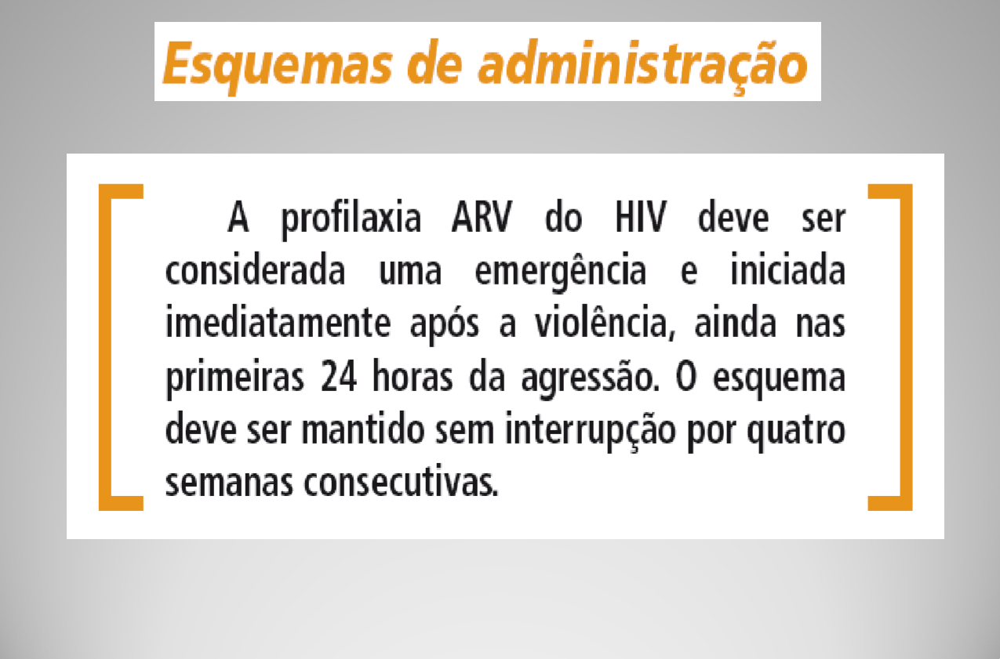 Esquemas de administração
A profilaxia ARV do HIV deve ser
considerada uma emergência e iniciada
imediatamente após a violência, ainda nas
primeiras 24 horas da agressão. O esquema
deve ser mantido sem interrupção por quatro
semanas consecutivas.